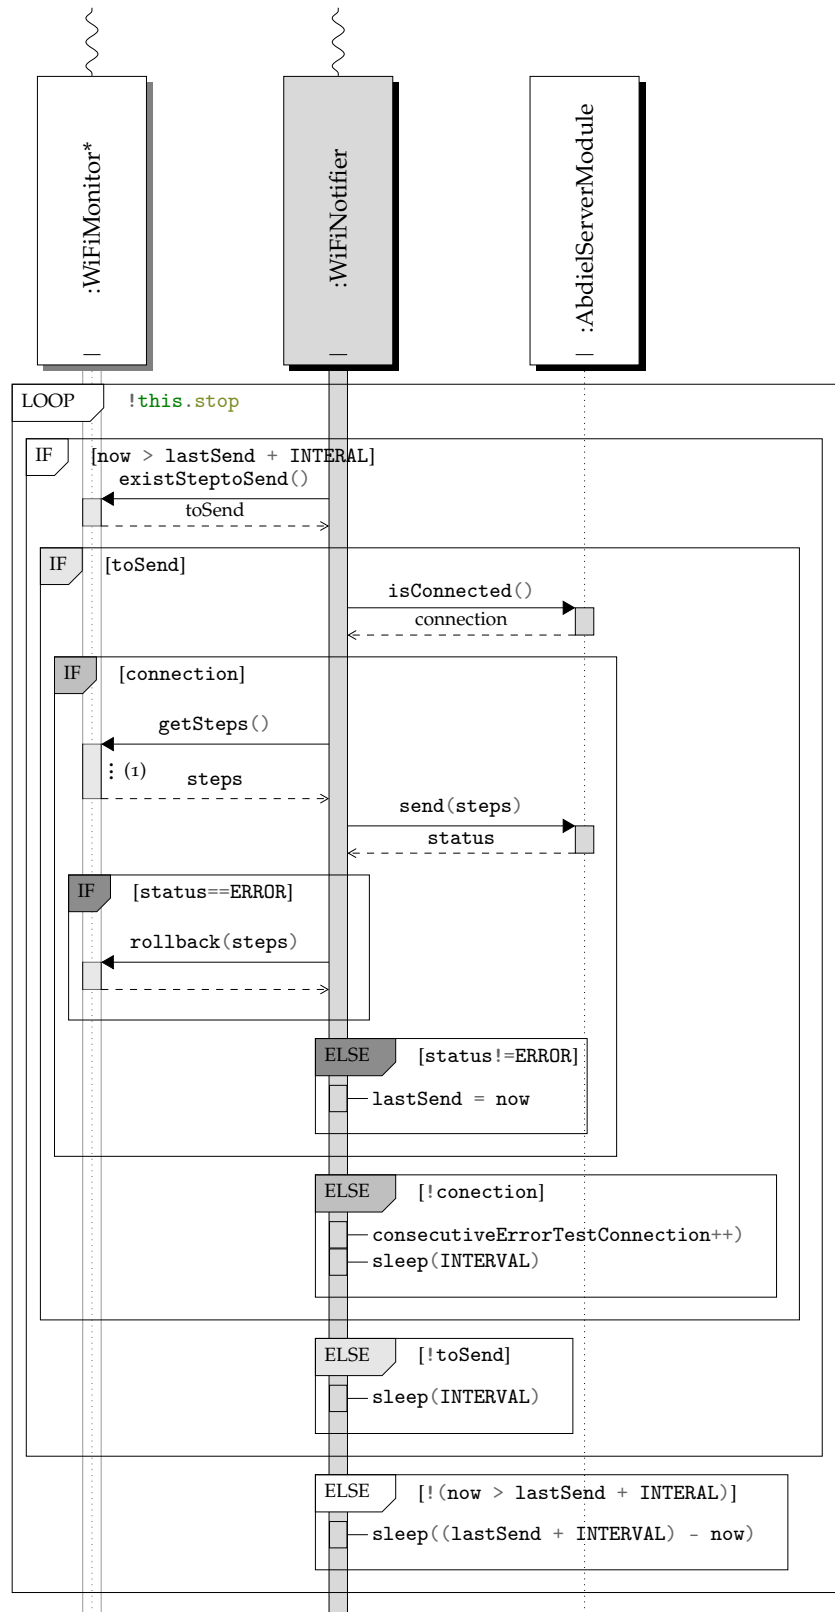 :WiFiMonitor*
:WiFiNotifier
:AbdielServerModule
LOOP !this.stop
IF [now > lastSend + INTERAL]
existSteptoSend()
toSend
IF [toSend]
isConnected()
connection
IF [connection]
getSteps()
⋮ (1)
steps
send(steps)
status
IF [status==ERROR]
rollback(steps)
ELSE [status!=ERROR]
lastSend = now
ELSE [!conection]
consecutiveErrorTestConnection++)
sleep(INTERVAL)
ELSE [!toSend]
sleep(INTERVAL)
ELSE [!(now > lastSend + INTERAL)]
sleep((lastSend + INTERVAL) - now)